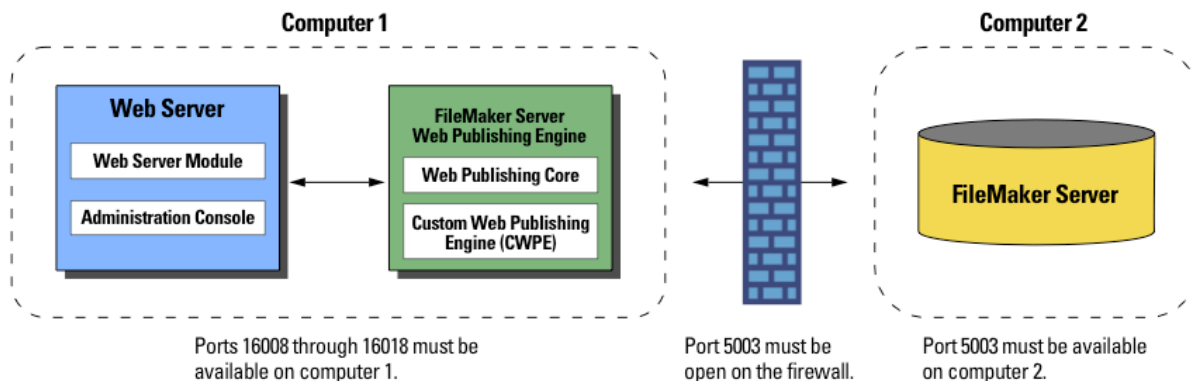 Computer 1
Computer 2
Web Server
Web Server Module
Administration Console
FileMaker Server
Web Publishing Engine
Web Publishing Core
Custom Web Publishing
Engine (CWPE)
FileMaker Server
Ports 16008 through 16018 must be
available on computer 1.
Port 5003 must be
open on the firewall.
Port 5003 must be available
on computer 2.